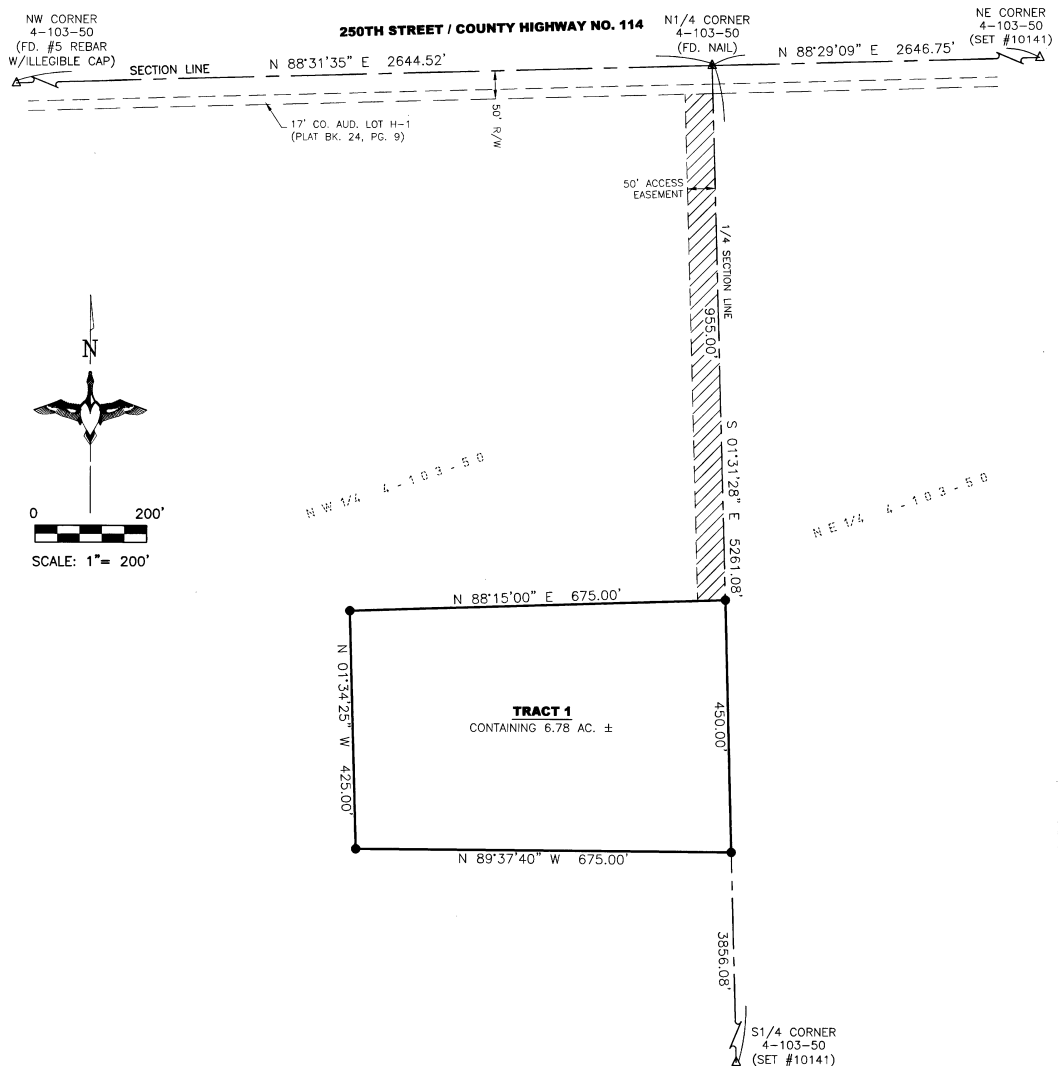 NW CORNER
4-103-50
(FD. #5 REBAR
W/ILLEGIBLE CAP)
250TH STREET / COUNTY HIGHWAY NO. 114
N1/4 CORNER
4-103-50
(FD. NAIL)
NE CORNER
4-103-50
(SET #10141)
SECTION LINE
N 88°31'35" E 2644.52'
N 88°29'09" E 2646.75'
50' R/W
17' CO. AUD. LOT H-1
(PLAT BK. 24, PG. 9)
50' ACCESS
EASEMENT
1/4 SECTION LINE
955.00'
S 01°31'28" E 5261.08'
N
NW 1/4 4-103-50
NE 1/4 4-103-50
0 200'
SCALE: 1"= 200'
N 88°15'00" E 675.00'
N 01°34'25" W 425.00'
TRACT 1
CONTAINING 6.78 AC. ±
450.00'
N 89°37'40" W 675.00'
3856.08'
S1/4 CORNER
4-103-50
(SET #10141)